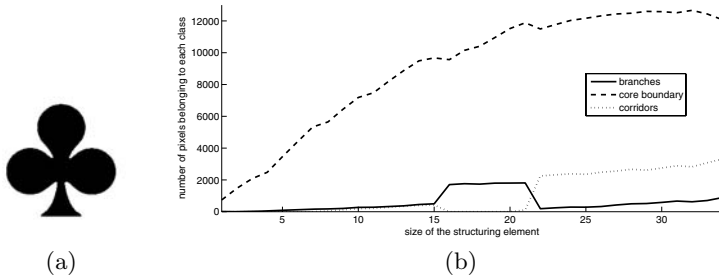 12000
10000
8000
6000
4000
2000
0
number of pixels belonging to each class
branches
core boundary
corridors
5 10 15 20 25 30
size of the structuring element
(a) (b)